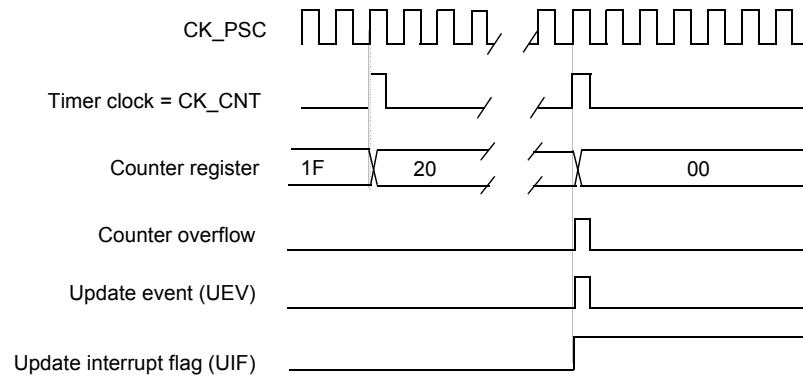 CK_PSC
Timer clock = CK_CNT
Counter register 1F 20 00
Counter overflow
Update event (UEV)
Update interrupt flag (UIF)